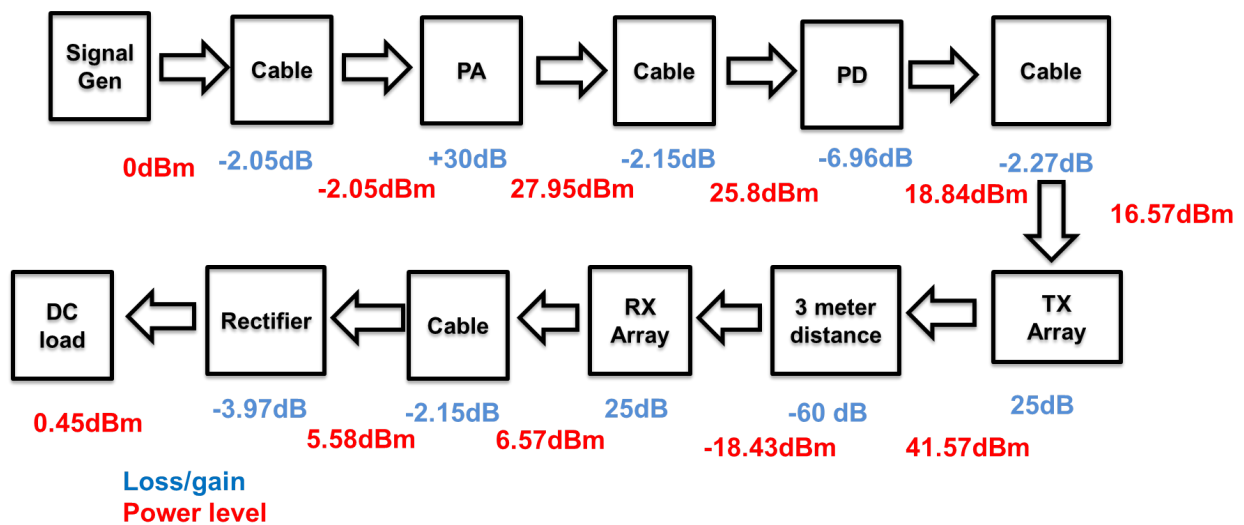 Signal
Gen
Cable
PA
Cable
PD
Cable
0dBm
-2.05dB
-2.05dBm
+30dB
27.95dBm
-2.15dB
25.8dBm
-6.96dB
18.84dBm
-2.27dB
16.57dBm
DC
load
Rectifier
Cable
RX
Array
3 meter
distance
TX
Array
0.45dBm
-3.97dB
5.58dBm
-2.15dB
6.57dBm
25dB
-18.43dBm
-60 dB
41.57dBm
25dB
Loss/gain
Power level